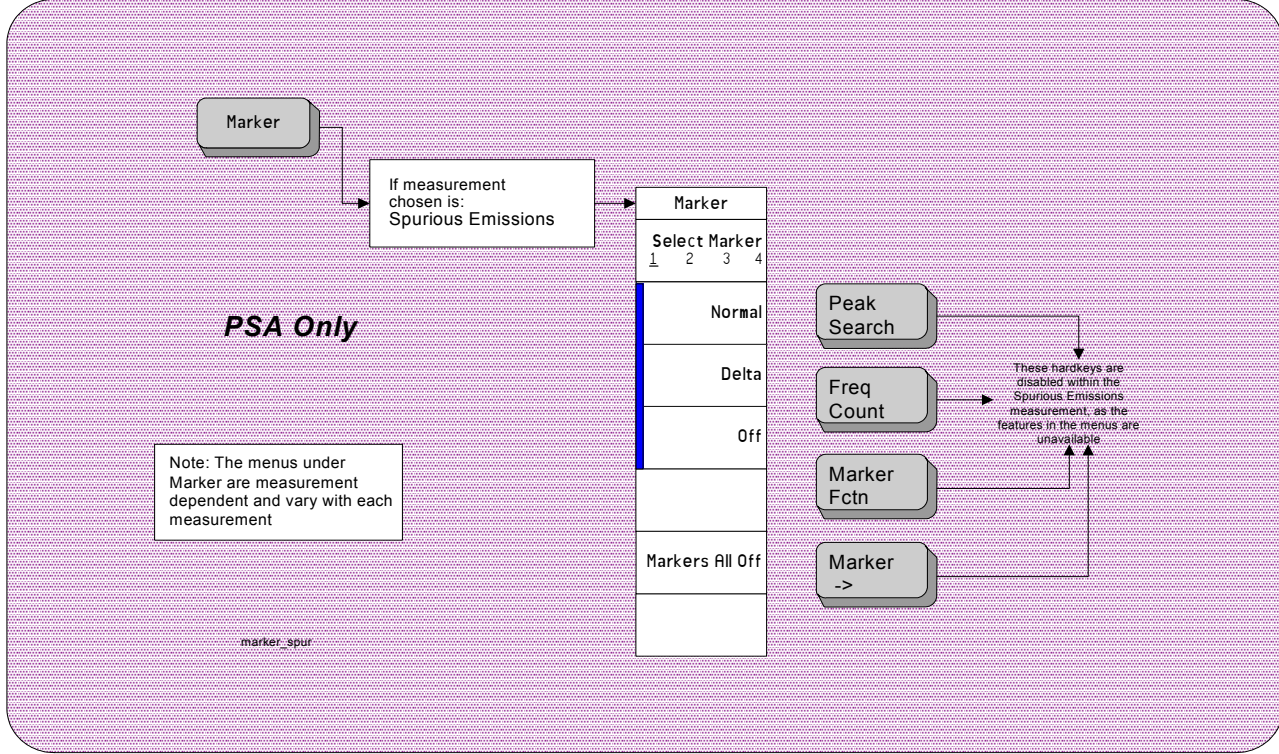 Marker
If measurement
chosen is:
Spurious Emissions
Marker
Select Marker
1 2 3 4
Normal
Delta
Off
Markers All Off
PSA Only
Note: The menus under
Marker are measurement
dependent and vary with each
measurement
marker_spur
Peak
Search
Freq
Count
Marker
Fctn
Marker
->
These hardkeys are
disabled within the
Spurious Emissions
measurement, as the
features in the menus are
unavailable